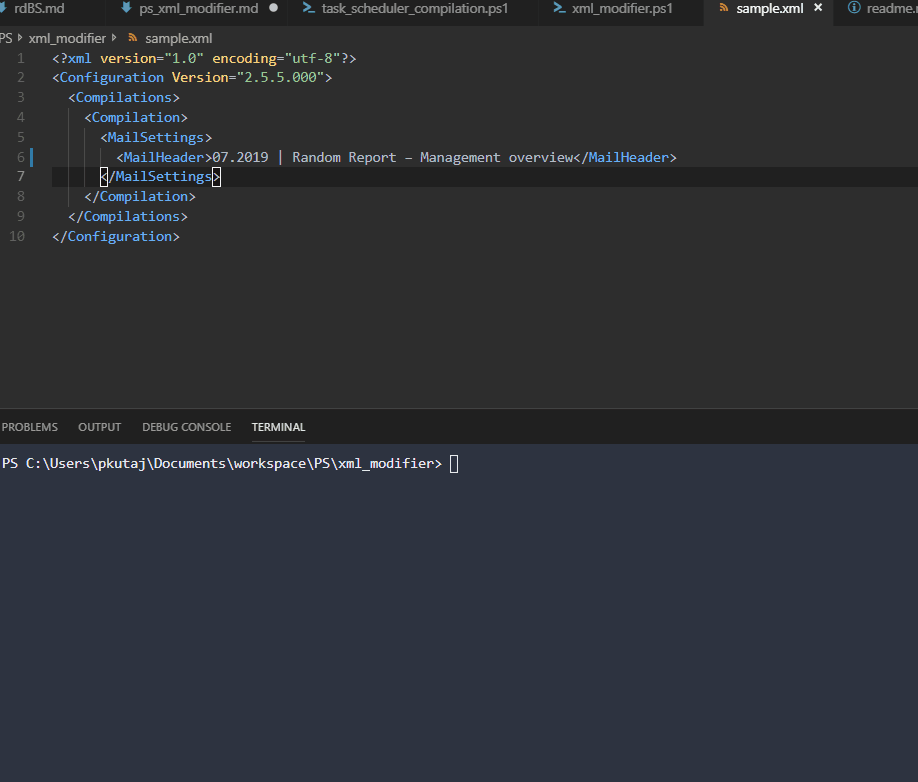 rdBS.md ps_xml_modifier.md task_scheduler_compilation.ps1 xml_modifier.ps1 sample.xml readme.
PS xml_modifier sample.xml
1 <?xml version="1.0" encoding="utf-8"?>
2 <Configuration Version="2.5.5.000">
3 <Compilations>
4 <Compilation>
5 <MailSettings>
6 <MailHeader>07.2019 | Random Report – Management overview</MailHeader>
7 </MailSettings>
8 </Compilation>
9 </Compilations>
10 </Configuration>
PROBLEMS OUTPUT DEBUG CONSOLE TERMINAL
PS C:\Users\pkutaj\Documents\workspace\PS\xml_modifier>